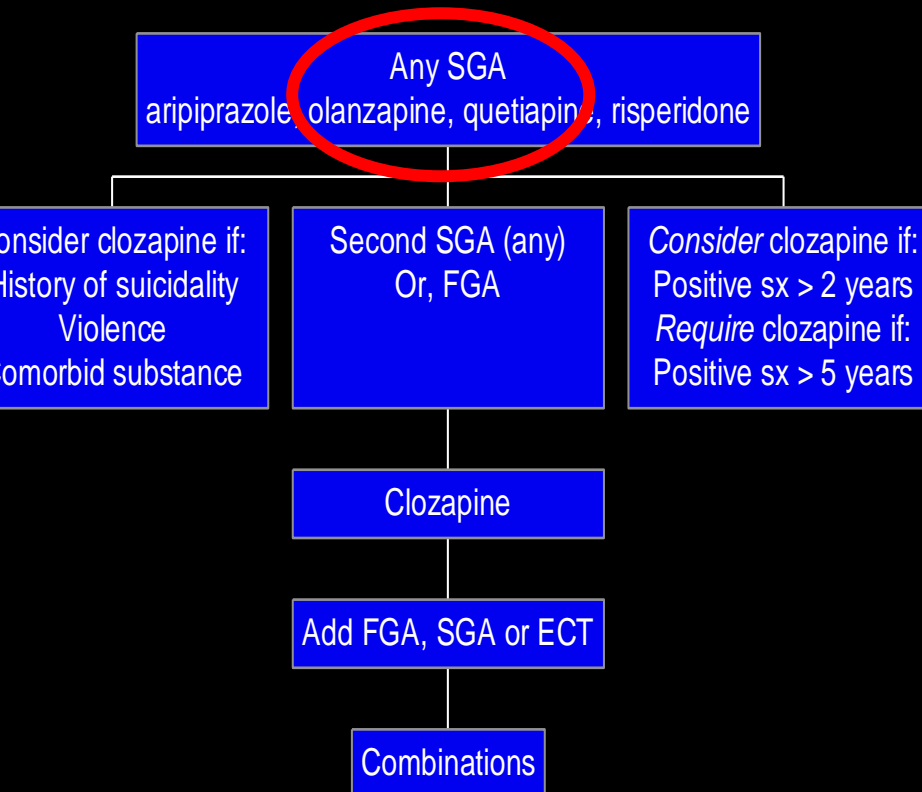 Any SGA
aripiprazole, olanzapine, quetiapine, risperidone
onsider clozapine if:
History of suicidality
Violence
Comorbid substance
Second SGA (any)
Or, FGA
Consider clozapine if:
Positive sx > 2 years
Require clozapine if:
Positive sx > 5 years
Clozapine
Add FGA, SGA or ECT
Combinations